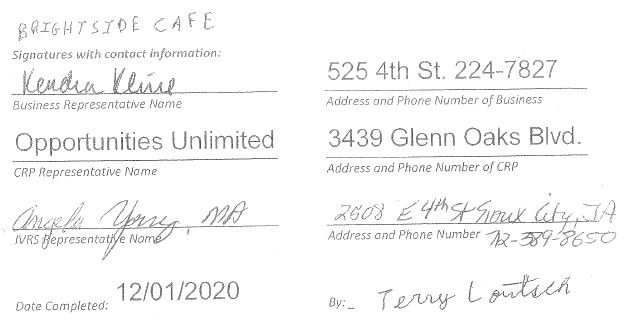 BRIGHTSIDE CAFE
Signatures with contact information:
Kendra Kline
525 4th St. 224-7827
Business Representative Name
Address and Phone Number of Business
Opportunities Unlimited
3439 Glenn Oaks Blvd.
CRP Representative Name
Address and Phone Number of CRP
Angela Young, MA
2508 E 4th St Sioux City, IA
IVRS Representative Name
Address and Phone Number 712-389-8650
Date Completed: 12/01/2020
By: Terry Loutsch